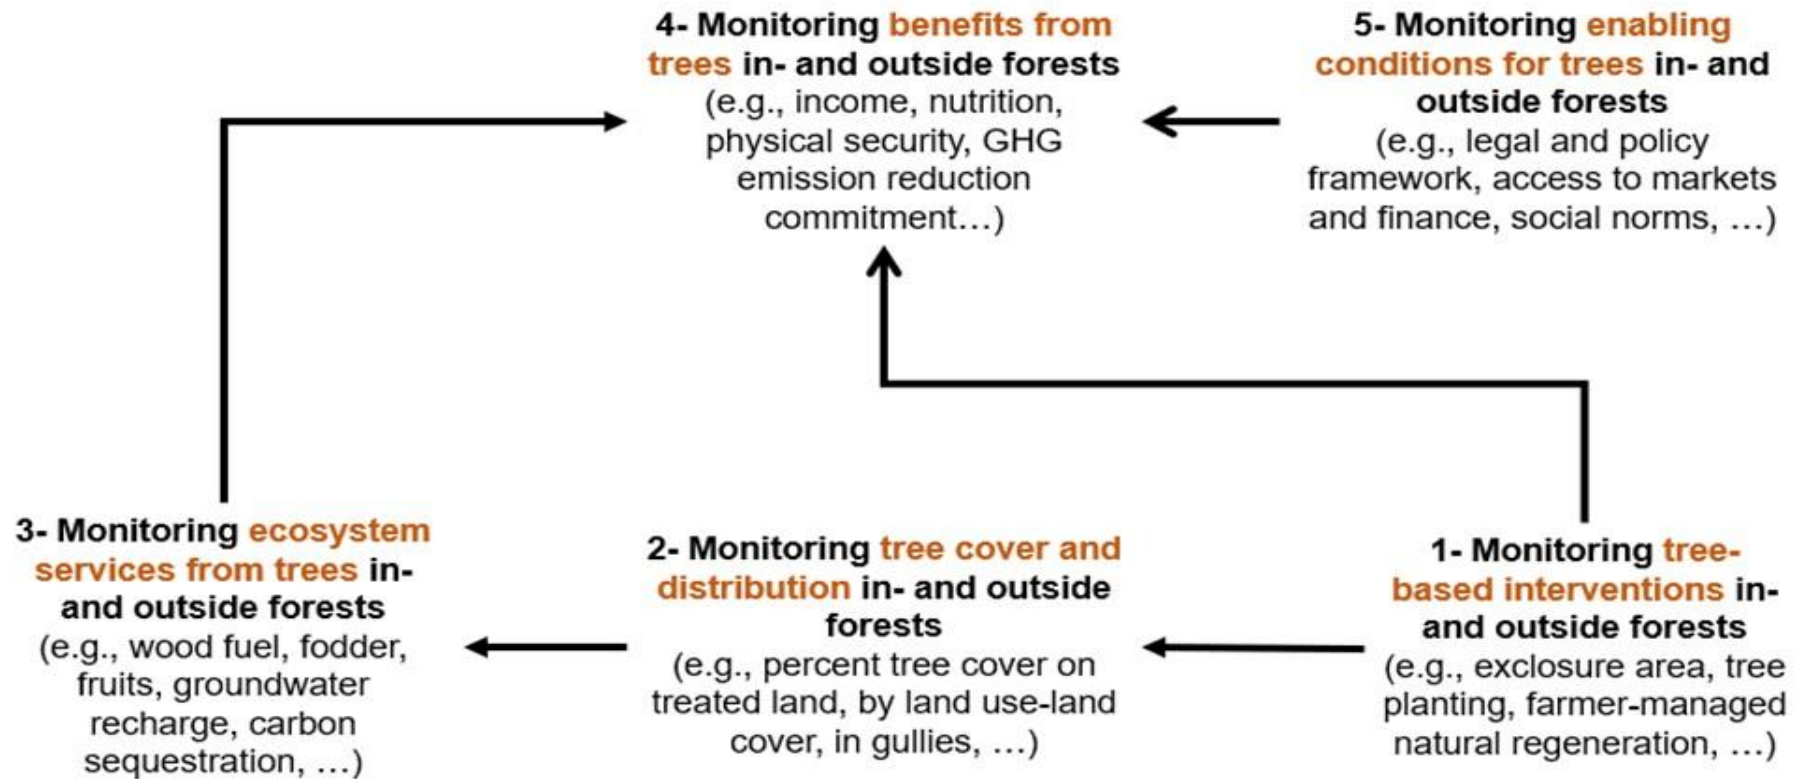 4- Monitoring benefits from
trees in- and outside forests
(e.g., income, nutrition,
physical security, GHG
emission reduction
commitment…)
5- Monitoring enabling
conditions for trees in- and
outside forests
(e.g., legal and policy
framework, access to markets
and finance, social norms, …)
3- Monitoring ecosystem
services from trees in-
and outside forests
(e.g., wood fuel, fodder,
fruits, groundwater
recharge, carbon
sequestration, …)
2- Monitoring tree cover and
distribution in- and outside
forests
(e.g., percent tree cover on
treated land, by land use-land
cover, in gullies, …)
1- Monitoring tree-
based interventions in-
and outside forests
(e.g., exclosure area, tree
planting, farmer-managed
natural regeneration, …)